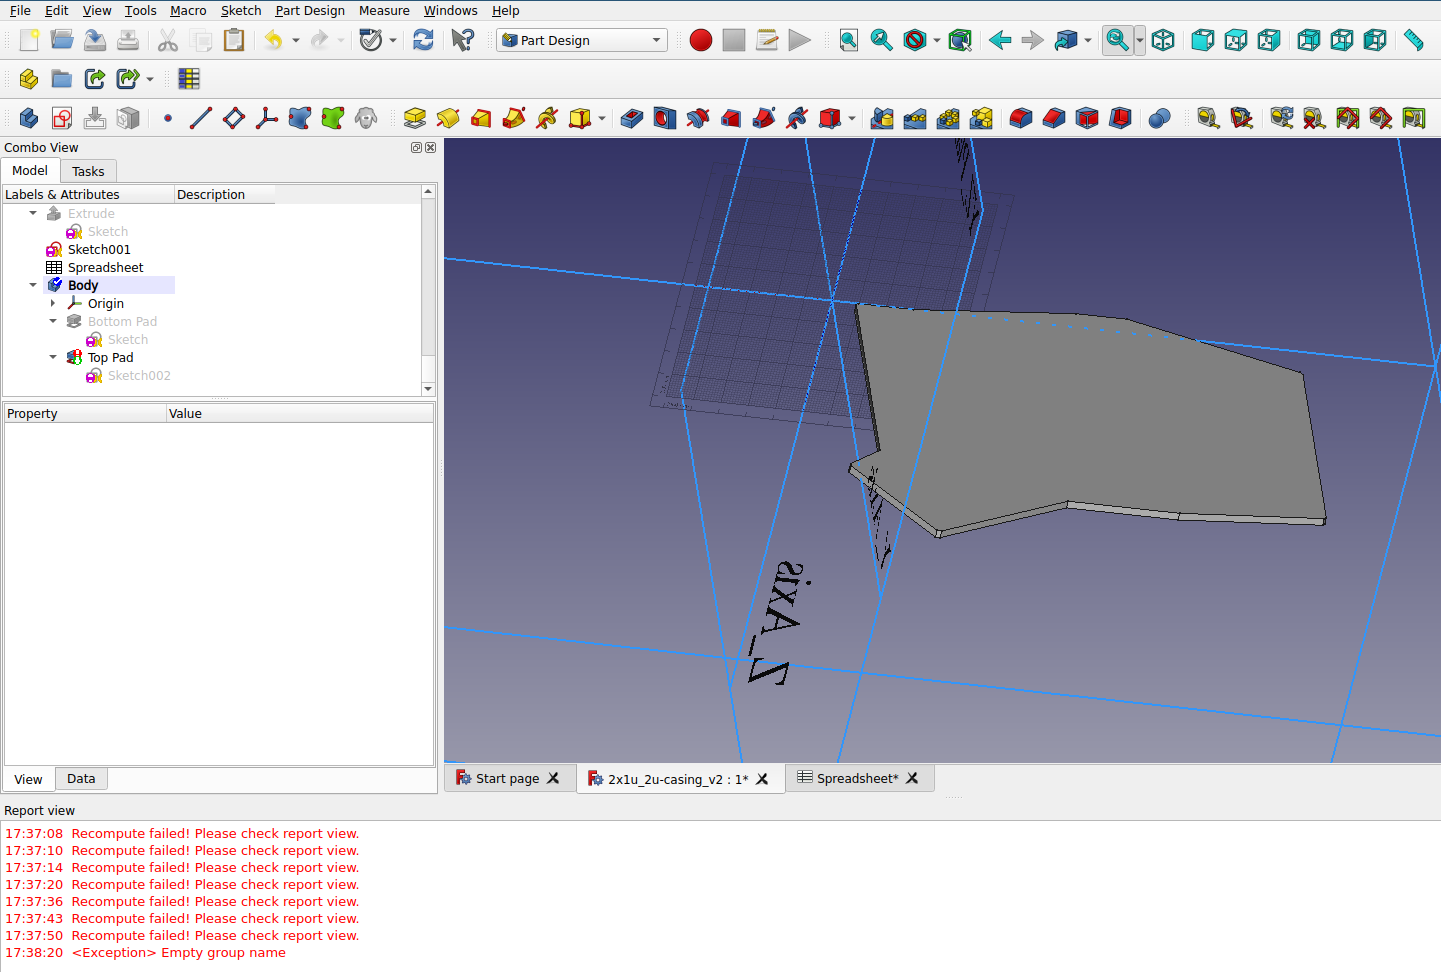 File Edit View Tools Macro Sketch Part Design Measure Windows Help
Part Design
Combo View
Model Tasks
Labels & Attributes Description
Extrude
Sketch
Sketch001
Spreadsheet
Body
Origin
Bottom Pad
Sketch
Top Pad
Sketch002
Property Value
View Data
Z_Axis
Start page 2x1u_2u-casing_v2 : 1* Spreadsheet*
Report view
17:37:08 Recompute failed! Please check report view.
17:37:10 Recompute failed! Please check report view.
17:37:14 Recompute failed! Please check report view.
17:37:20 Recompute failed! Please check report view.
17:37:36 Recompute failed! Please check report view.
17:37:43 Recompute failed! Please check report view.
17:37:50 Recompute failed! Please check report view.
17:38:20 <Exception> Empty group name